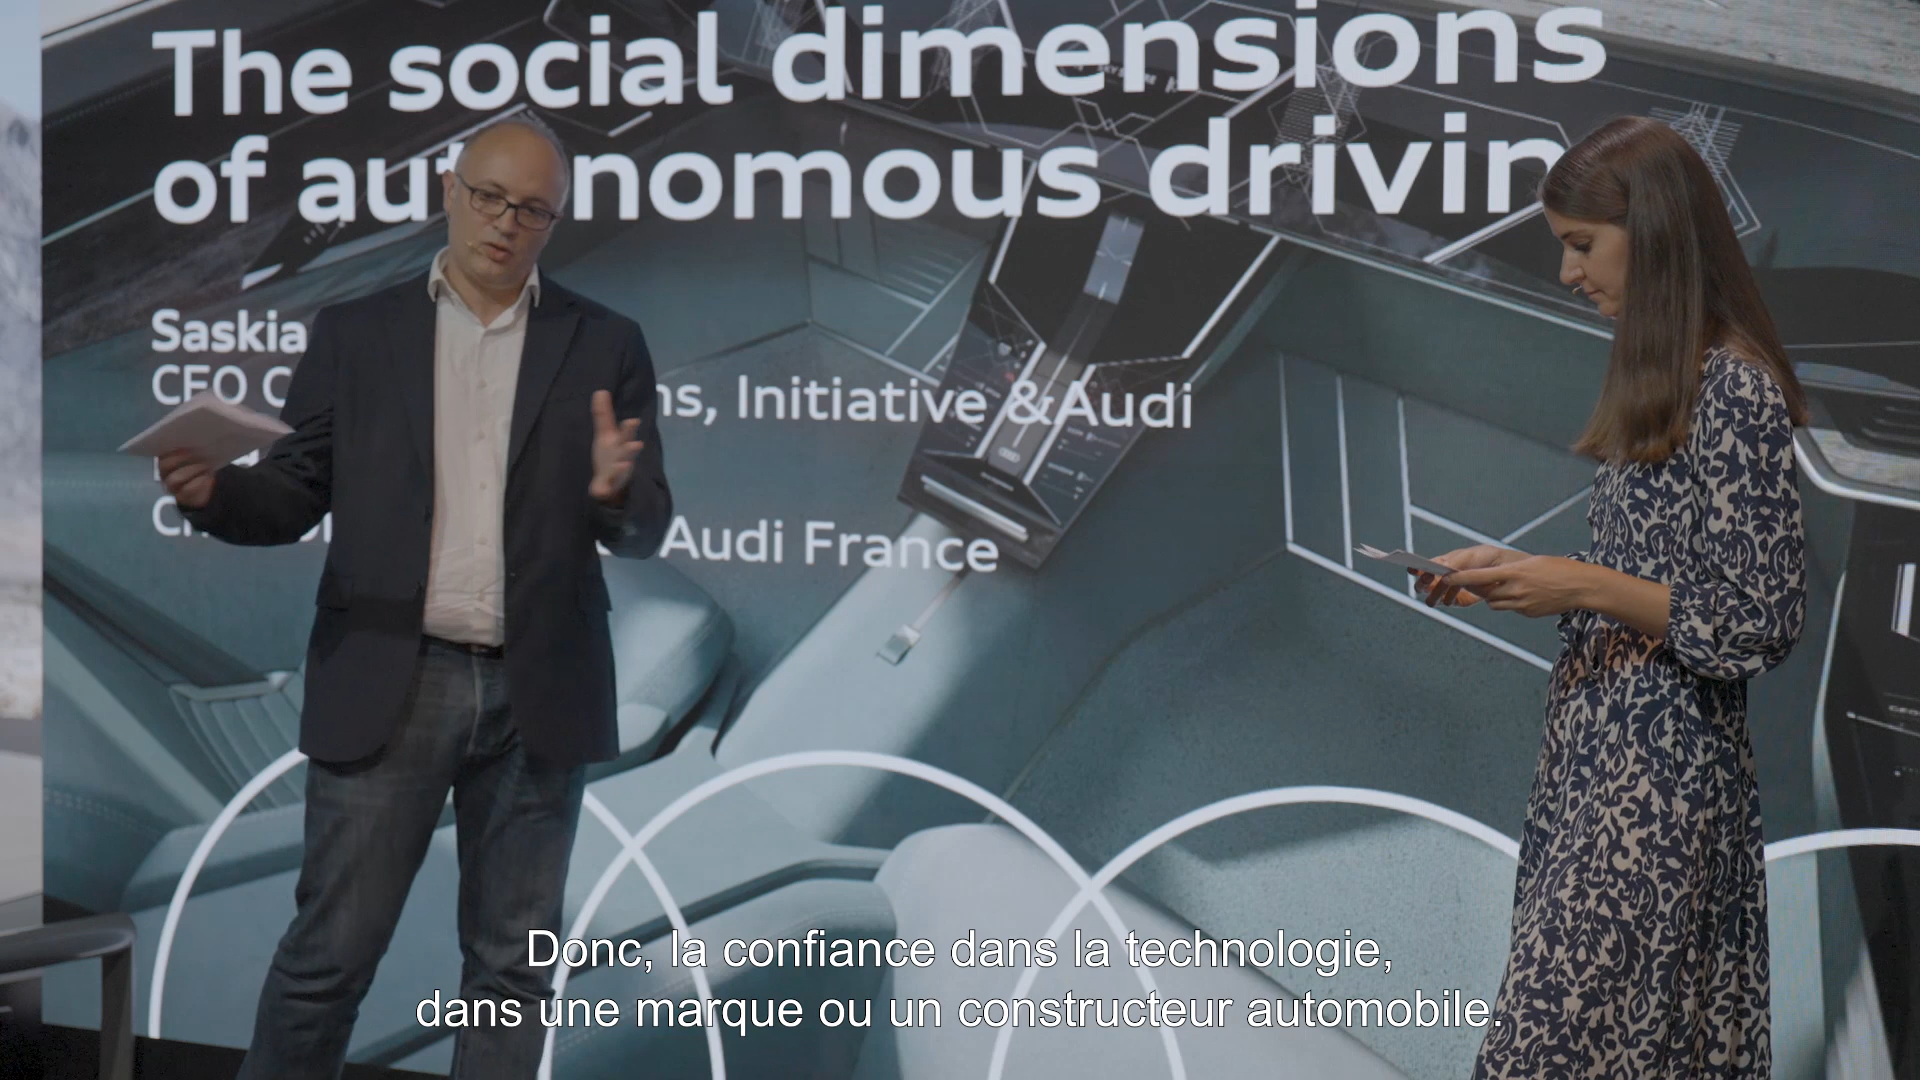 The social dimensions
of au nomous drivin
Saskia
CEO C ns, Initiative &Audi
Audi France
Donc, la confiance dans la technologie,
dans une marque ou un constructeur automobile.